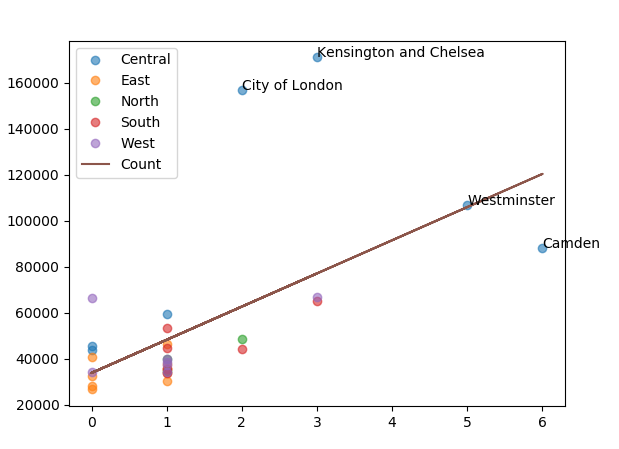 Kensington and Chelsea
City of London
Westminster
Camden
Central
East
North
South
West
Count
160000
140000
120000
100000
80000
60000
40000
20000
0 1 2 3 4 5 6